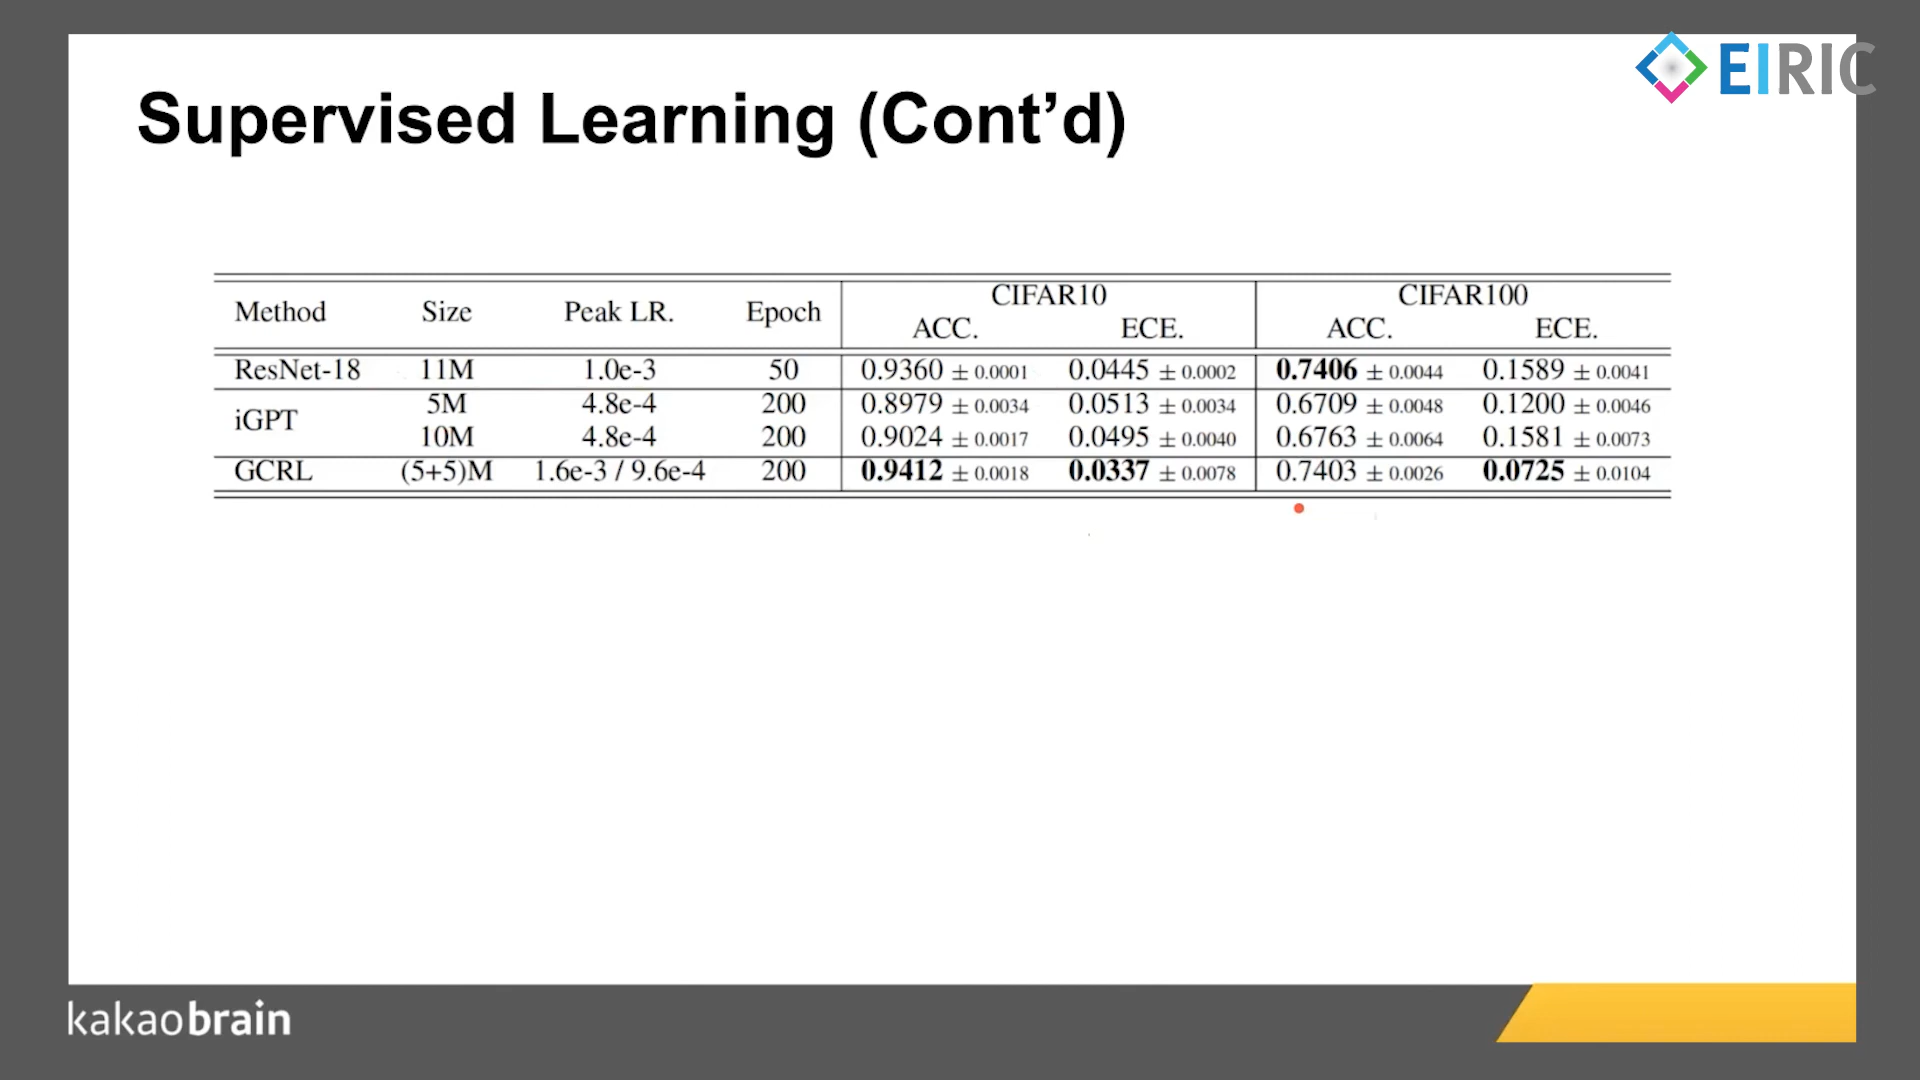 EIRIC
Supervised Learning (Cont’d)
Method Size Peak LR. Epoch CIFAR10 CIFAR100
ACC. ECE. ACC. ECE.
ResNet-18 11M 1.0e-3 50 0.9360 ± 0.0001 0.0445 ± 0.0002 0.7406 ± 0.0044 0.1589 ± 0.0041
iGPT 5M 4.8e-4 200 0.8979 ± 0.0034 0.0513 ± 0.0034 0.6709 ± 0.0048 0.1200 ± 0.0046
10M 4.8e-4 200 0.9024 ± 0.0017 0.0495 ± 0.0040 0.6763 ± 0.0064 0.1581 ± 0.0073
GCRL (5+5)M 1.6e-3 / 9.6e-4 200 0.9412 ± 0.0018 0.0337 ± 0.0078 0.7403 ± 0.0026 0.0725 ± 0.0104
kakaobrain